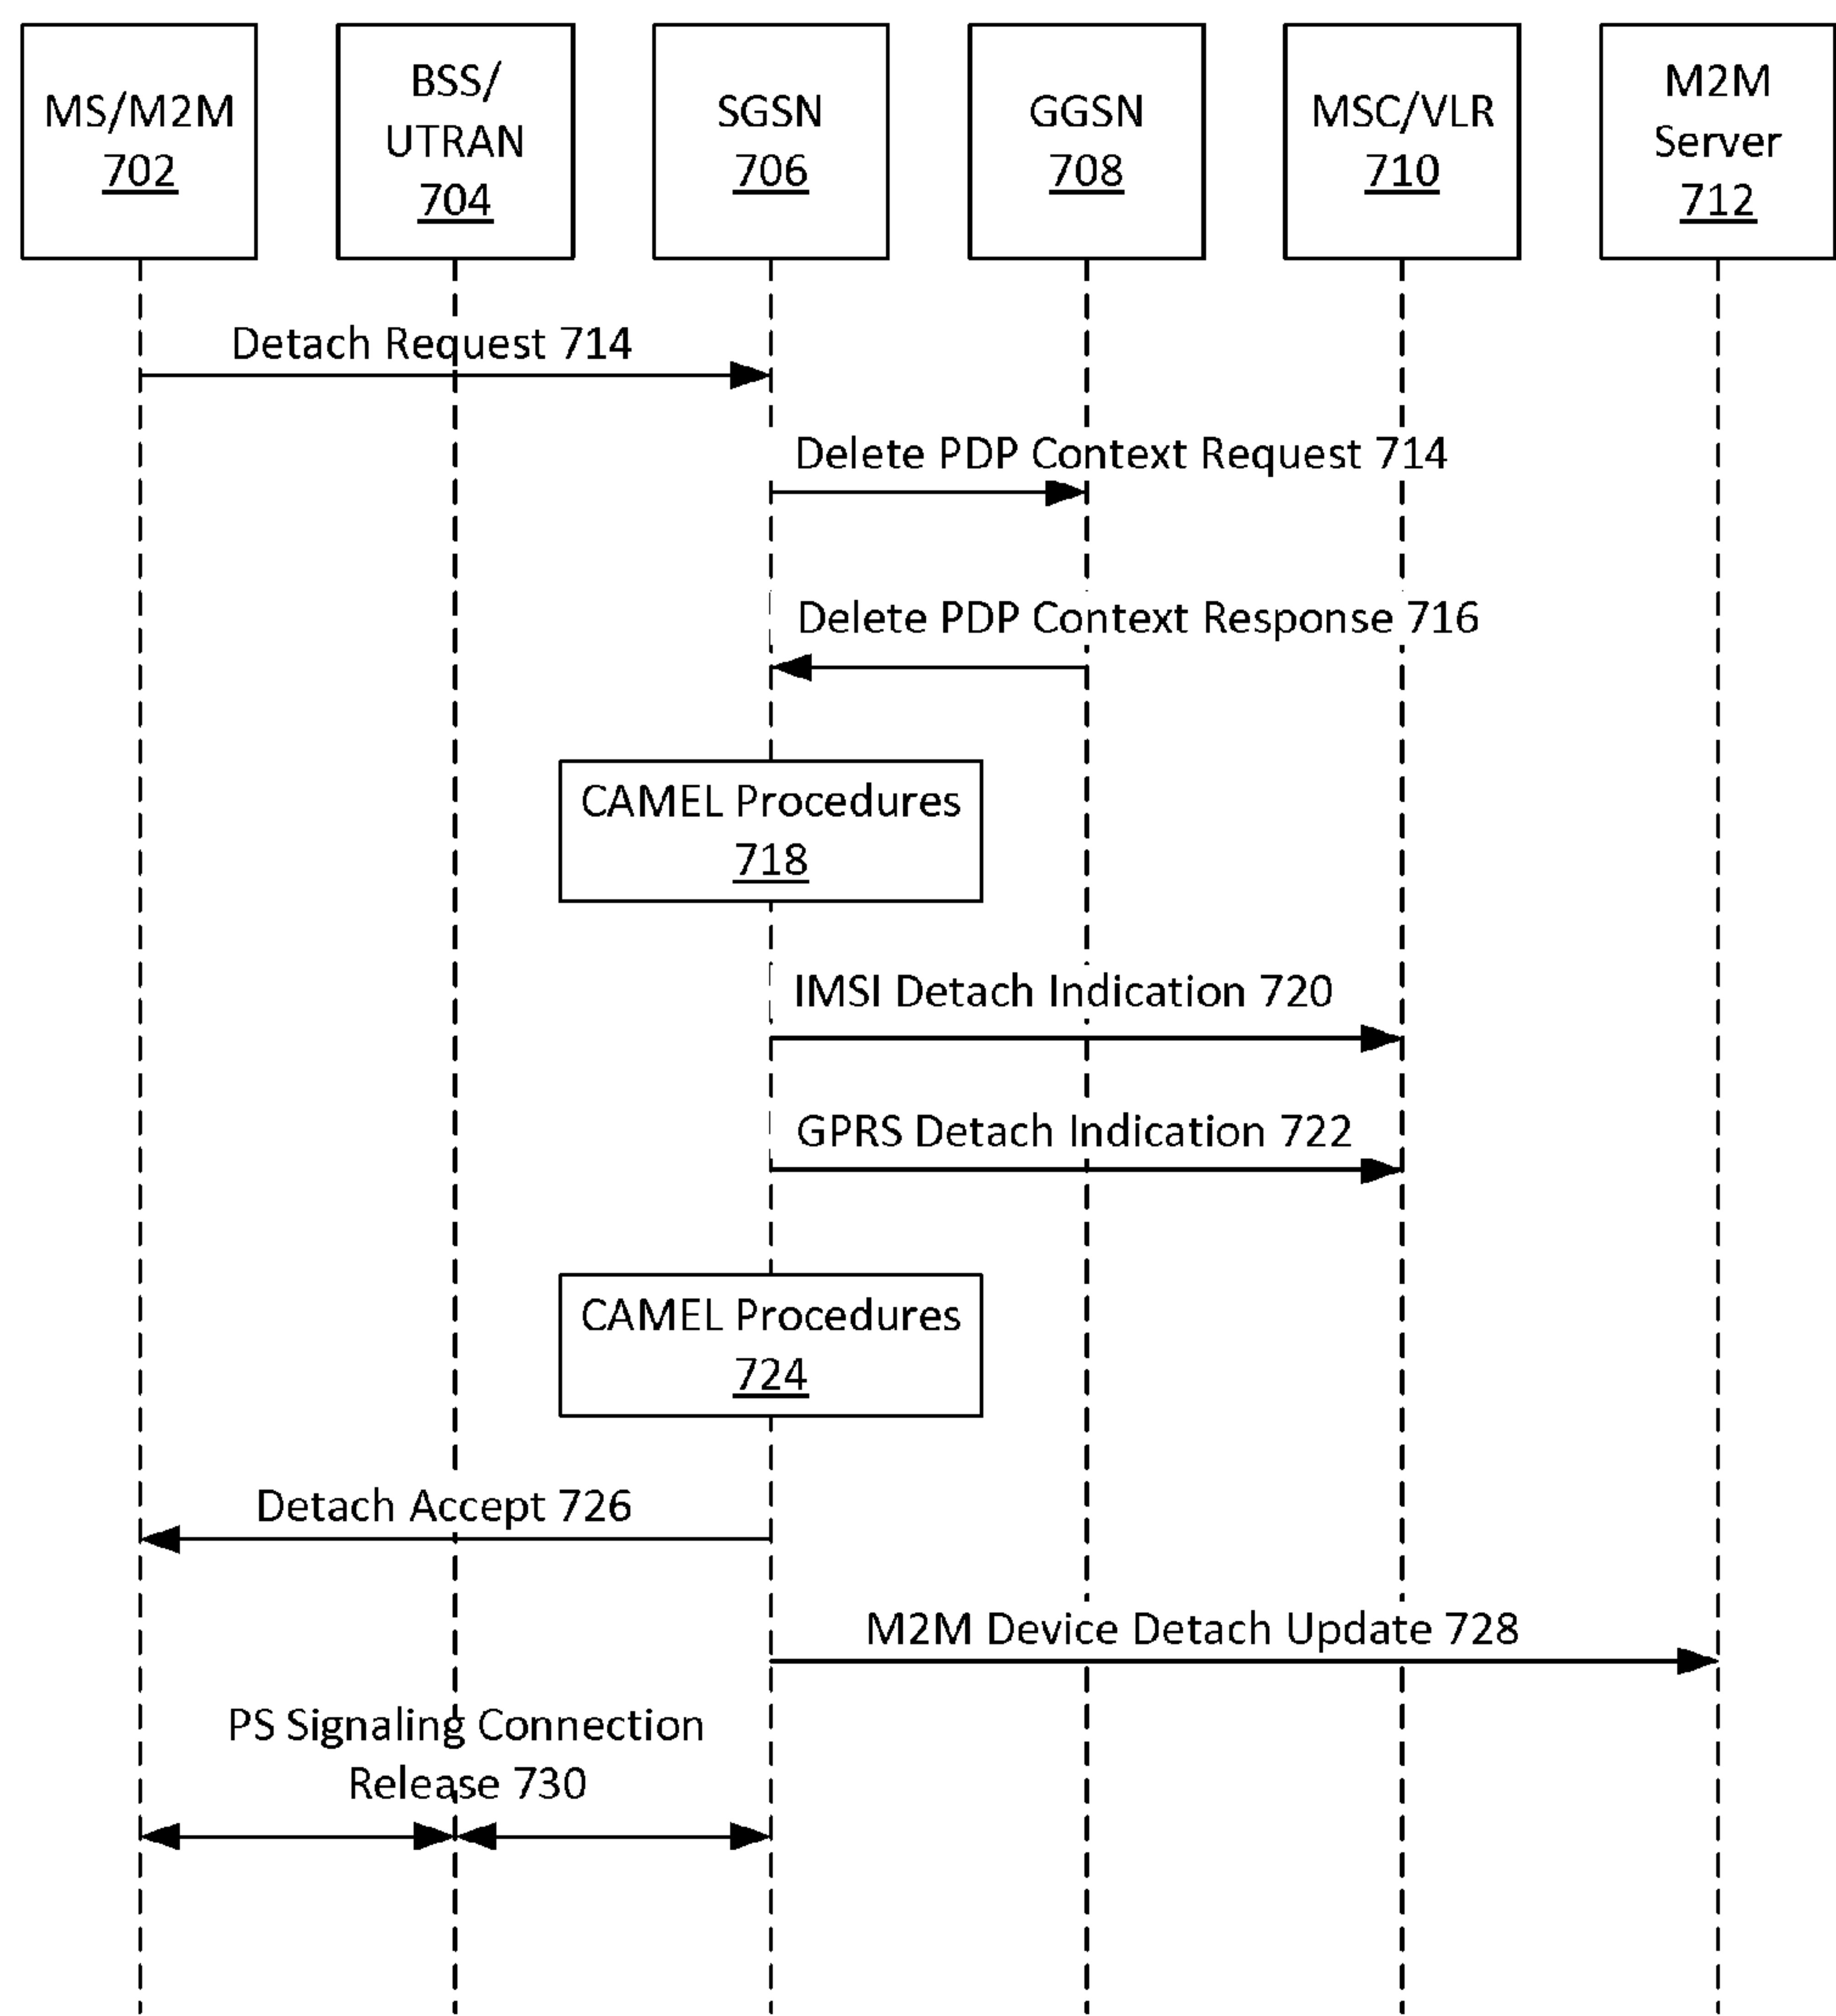 MS/M2M
702
BSS/
UTRAN
704
SGSN
706
GGSN
708
MSC/VLR
710
M2M
Server
712
Detach Request 714
Delete PDP Context Request 714
Delete PDP Context Response 716
CAMEL Procedures
718
IMSI Detach Indication 720
GPRS Detach Indication 722
CAMEL Procedures
724
Detach Accept 726
M2M Device Detach Update 728
PS Signaling Connection
Release 730